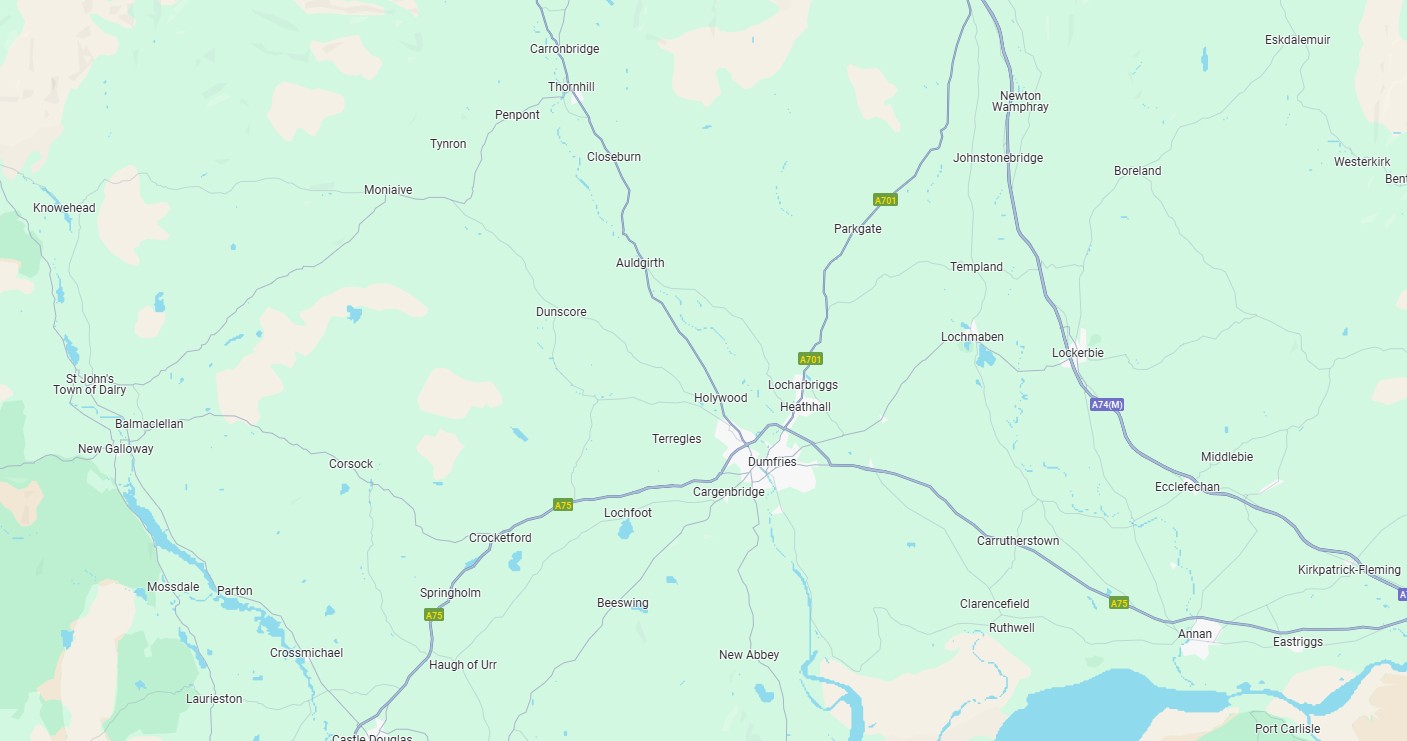 Carronbridge
Eskdalemuir
Thornhill
Newton
Wamphray
Penpont
Tynron
Closeburn
Johnstonebridge
Westerkirk
Boreland
Bent
Moniaive
A701
Knowehead
Parkgate
Auldgirth
Templand
Dunscore
Lochmaben
Lockerbie
A701
St John's
Town of Dalry
Locharbriggs
Holywood
Heathhall
A74(M)
Balmaclellan
Terregles
New Galloway
Middlebie
Corsock
Dumfries
Ecclefechan
Cargenbridge
A75
Lochfoot
Crocketford
Carrutherstown
Kirkpatrick-Fleming
Mossdale
Parton
Springholm
A7
Beeswing
Clarencefield
A75
A75
Ruthwell
Annan
Eastriggs
Crossmichael
New Abbey
Haugh of Urr
Laurieston
Port Carlisle
Castle Douglas